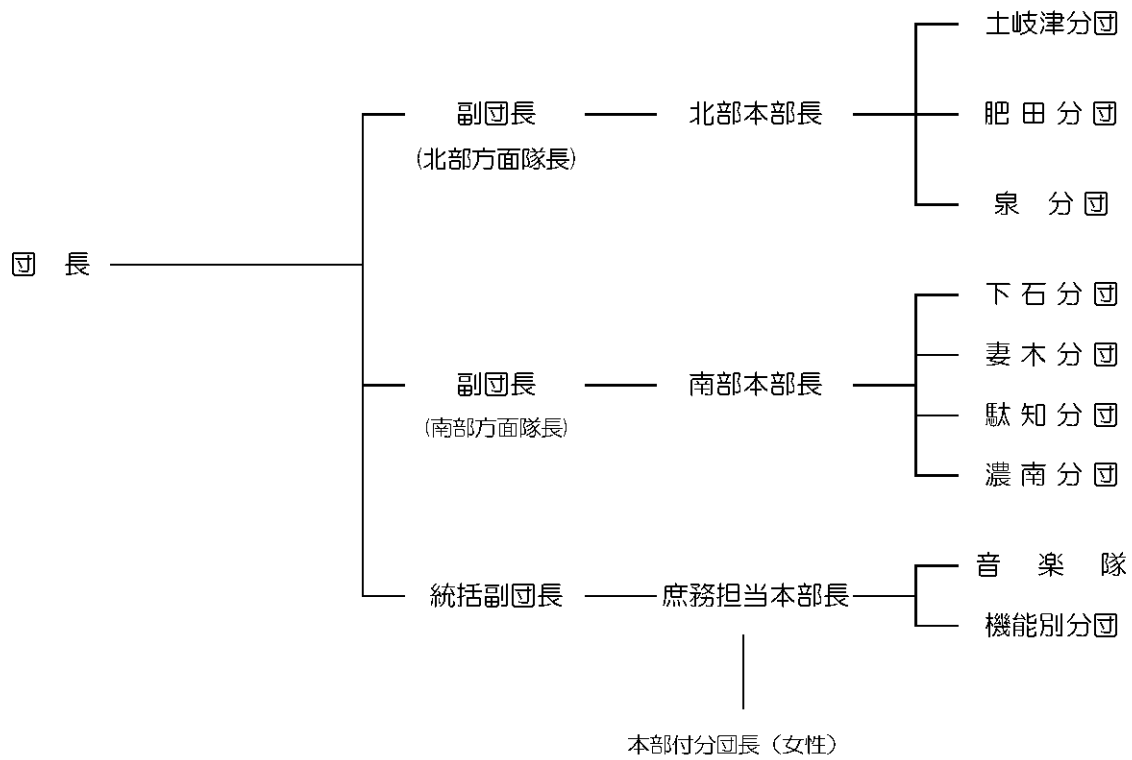 団　長
副団長
(北部方面隊長)
北部本部長
土岐津分団
肥田分団
泉　分団
副団長
(南部方面隊長)
南部本部長
下石分団
妻木分団
駄知分団
濃南分団
統括副団長
庶務担当本部長
音　楽　隊
機能別分団
本部付分団長（女性）